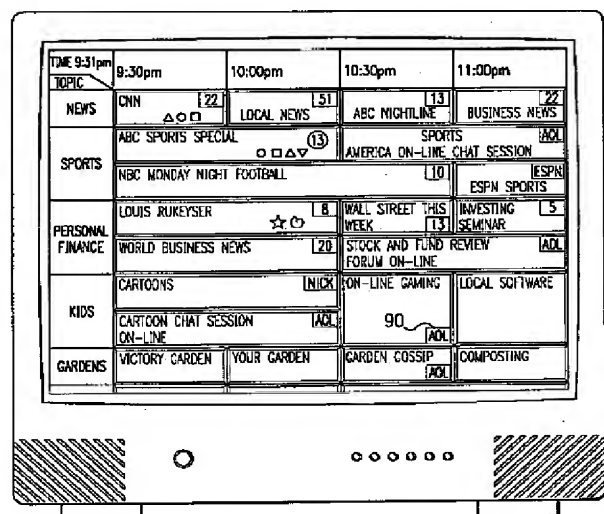 TIME 9:31pm
TOPIC
9:30pm 10:00pm 10:30pm 11:00pm
NEWS
CNN 22
51
LOCAL NEWS
13
ABC NIGHTLINE
22
BUSINESS NEWS
SPORTS
ABC SPORTS SPECIAL 13
SPORTS AOL
AMERICA ON-LINE CHAT SESSION
NBC MONDAY NIGHT FOOTBALL 10
ESPN
ESPN SPORTS
PERSONAL
FINANCE
LOUIS RUKEYSER 8
WALL STREET THIS
WEEK 13
INVESTING 5
SEMINAR
WORLD BUSINESS NEWS 20
STOCK AND FUND REVIEW AOL
FORUM ON-LINE
KIDS
CARTOONS NICK
CARTOON CHAT SESSION AOL
ON-LINE
ON-LINE GAMING
90
AOL
LOCAL SOFTWARE
GARDENS
VICTORY GARDEN
YOUR GARDEN
GARDEN GOSSIP
AOL
COMPOSTING